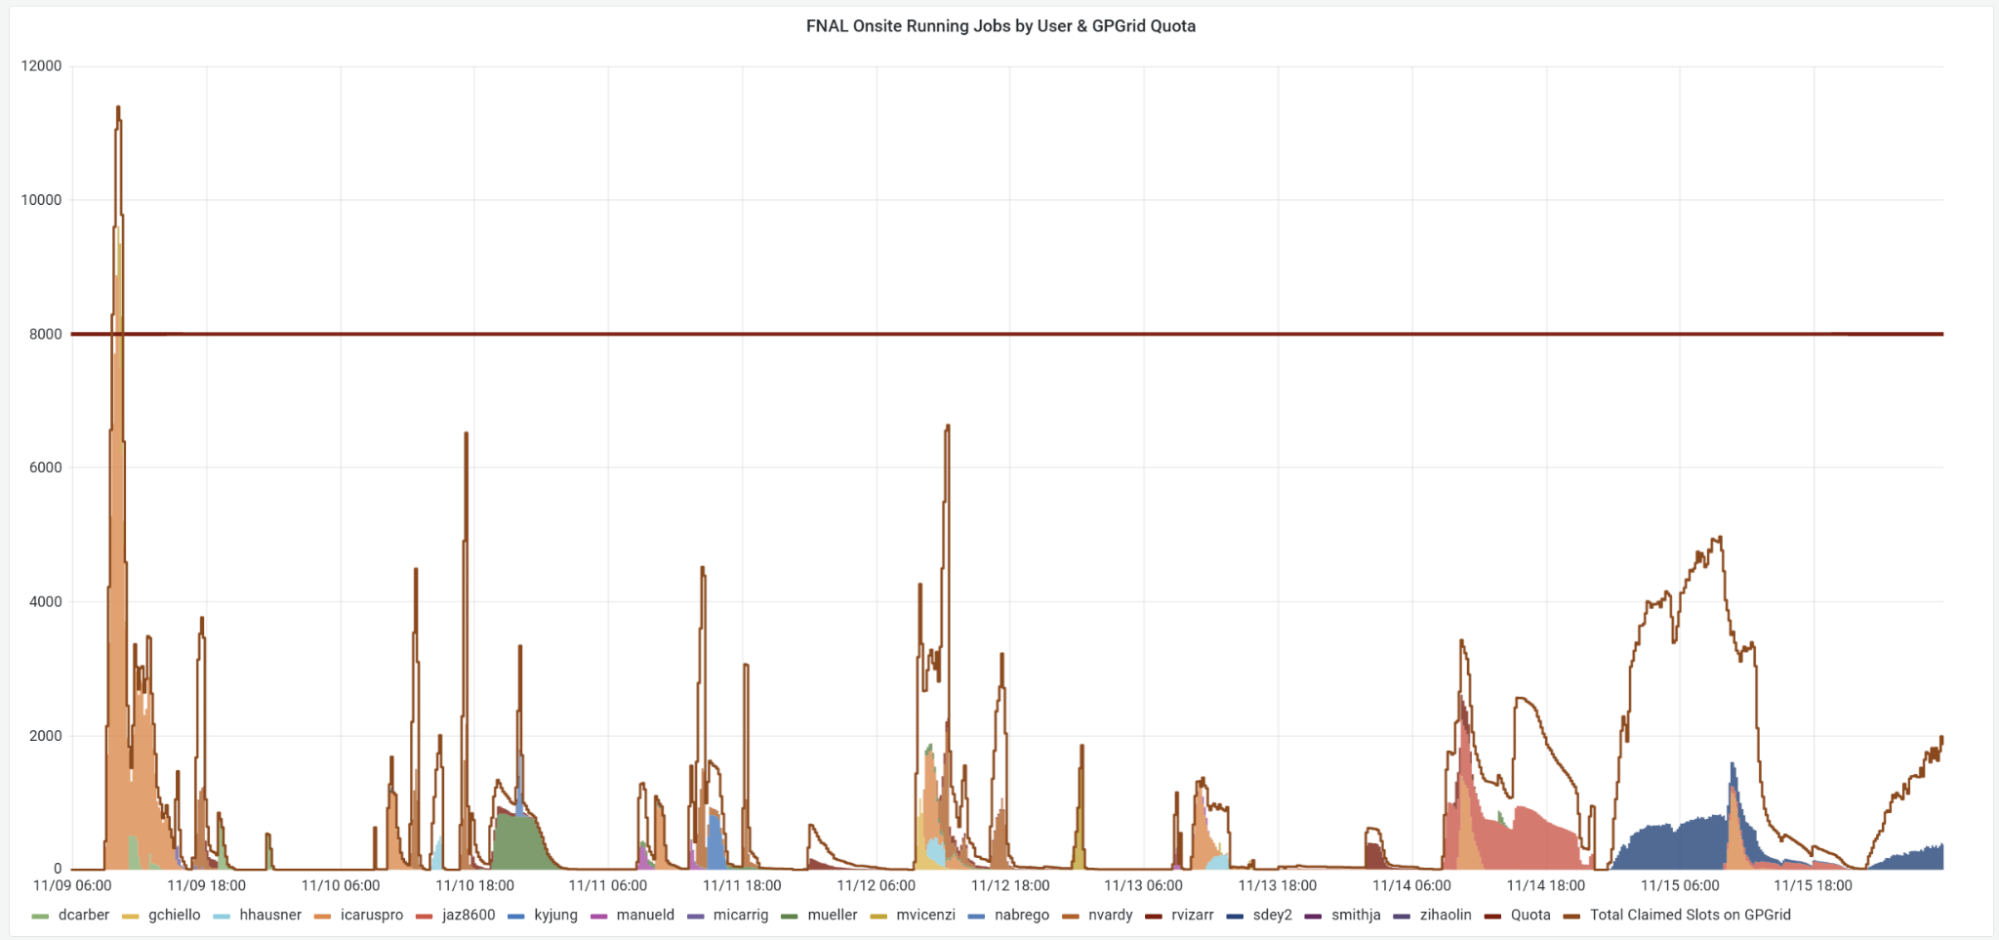 FNAL Onsite Running Jobs by User & GPGrid Quota
12000
10000
8000
6000
4000
2000
0
11/09 06:00 11/09 18:00 11/10 06:00 11/10 18:00 11/11 06:00 11/11 18:00 11/12 06:00 11/12 18:00 11/13 06:00 11/13 18:00 11/14 06:00 11/14 18:00 11/15 06:00 11/15 18:00
dcarber gchiello hhausner icaruspro jaz8600 kyjung manueld micarrig mueller mvicenzi nabrego nvardy rvizarr sdey2 smithja zihaolin Quota Total Claimed Slots on GPGrid